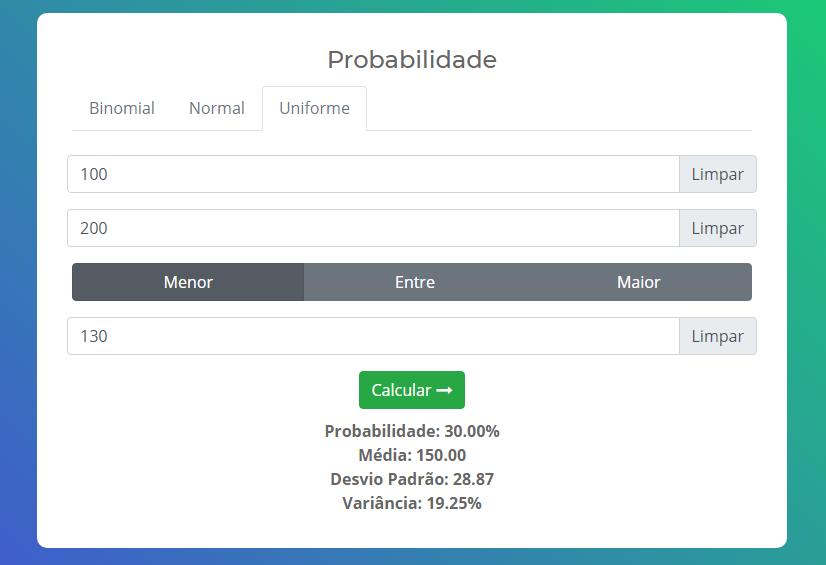 Probabilidade
Binomial Normal Uniforme
100 Limpar
200 Limpar
Menor Entre Maior
130 Limpar
Calcular →
Probabilidade: 30.00%
Média: 150.00
Desvio Padrão: 28.87
Variância: 19.25%